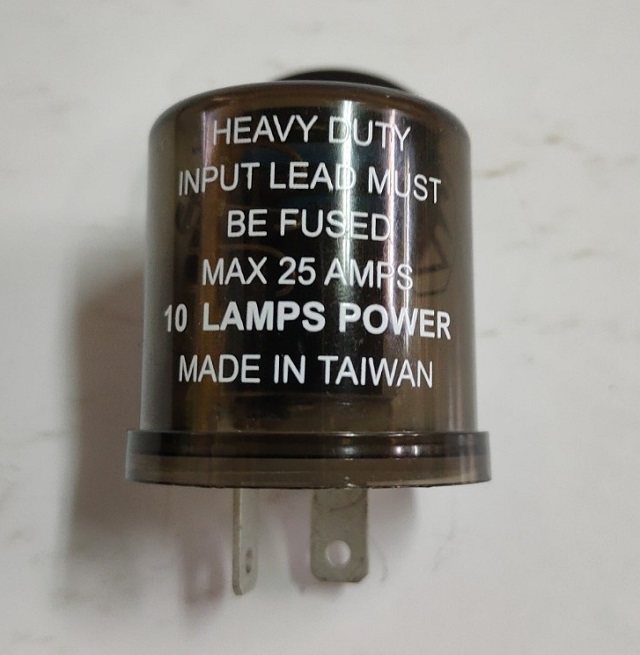 HEAVY DUTY
INPUT LEAD MUST
BE FUSED
MAX 25 AMPS
10 LAMPS POWER
MADE IN TAIWAN